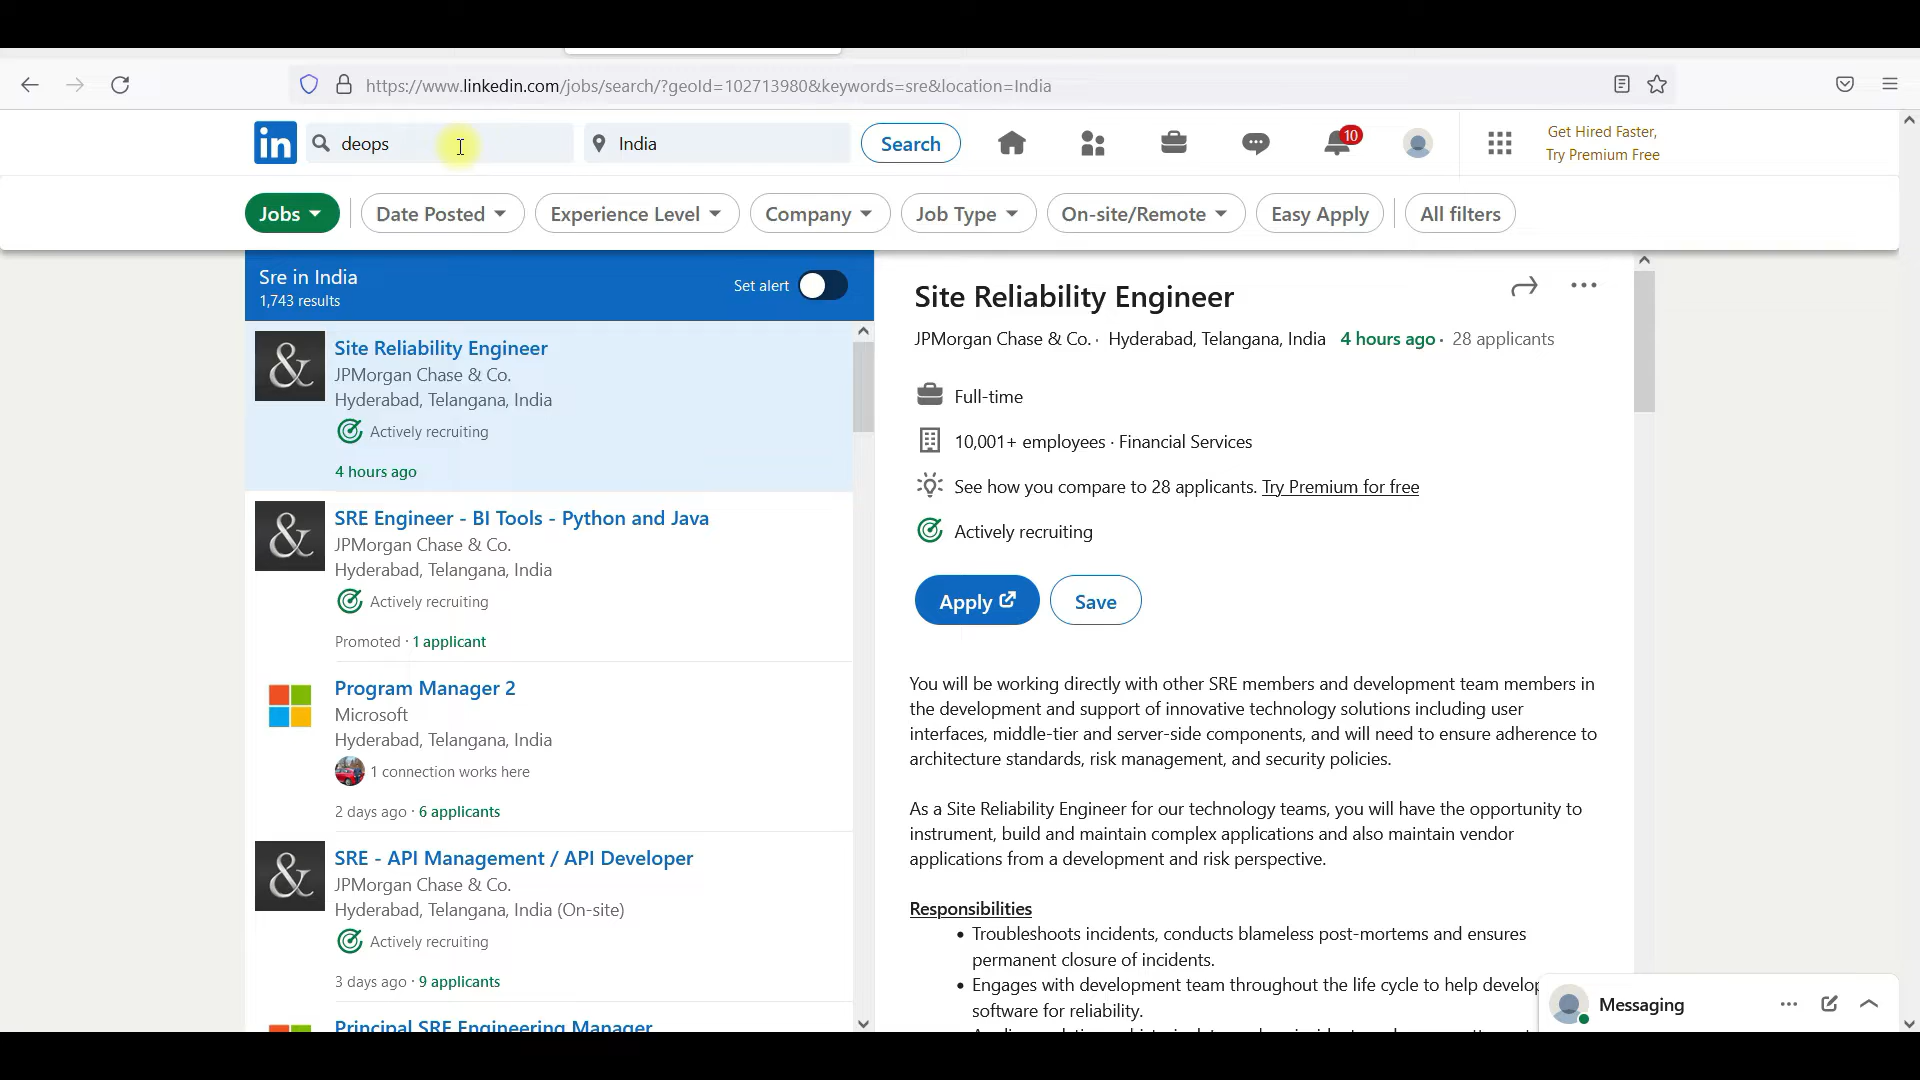 https://www.linkedin.com/jobs/search/?geoId=102713980&keywords=sre&location=India
in
deops
India
Search
10
Get Hired Faster,
Try Premium Free
Jobs
Date Posted
Experience Level
Company
Job Type
On-site/Remote
Easy Apply
All filters
Sre in India
1,743 results
Set alert
&
Site Reliability Engineer
JPMorgan Chase & Co.
Hyderabad, Telangana, India
Actively recruiting
4 hours ago
&
SRE Engineer - BI Tools - Python and Java
JPMorgan Chase & Co.
Hyderabad, Telangana, India
Actively recruiting
Promoted · 1 applicant
Program Manager 2
Microsoft
Hyderabad, Telangana, India
1 connection works here
2 days ago · 6 applicants
&
SRE - API Management / API Developer
JPMorgan Chase & Co.
Hyderabad, Telangana, India (On-site)
Actively recruiting
3 days ago · 9 applicants
Principal SRE Engineering Manager
Site Reliability Engineer
JPMorgan Chase & Co. · Hyderabad, Telangana, India 4 hours ago · 28 applicants
Full-time
10,001+ employees · Financial Services
See how you compare to 28 applicants. Try Premium for free
Actively recruiting
Apply
Save
You will be working directly with other SRE members and development team members in
the development and support of innovative technology solutions including user
interfaces, middle-tier and server-side components, and will need to ensure adherence to
architecture standards, risk management, and security policies.
As a Site Reliability Engineer for our technology teams, you will have the opportunity to
instrument, build and maintain complex applications and also maintain vendor
applications from a development and risk perspective.
Responsibilities
• Troubleshoots incidents, conducts blameless post-mortems and ensures
permanent closure of incidents.
• Engages with development team throughout the life cycle to help develop
software for reliability.
Messaging